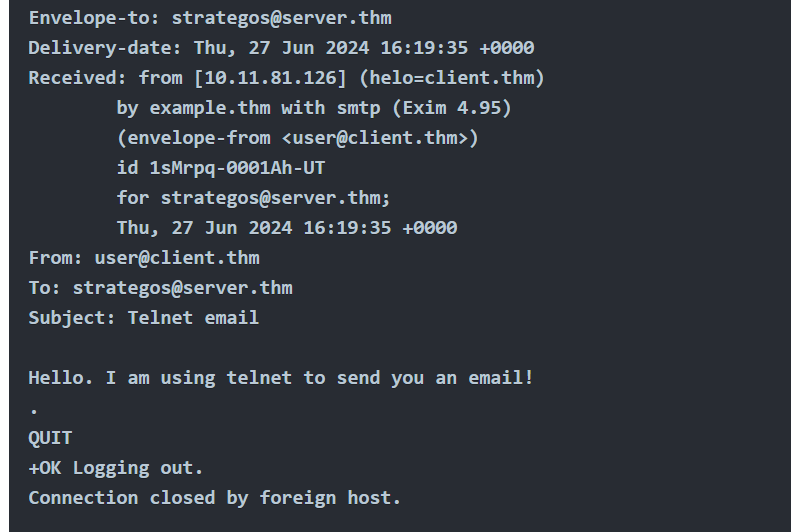 Envelope-to: strategos@server.thm
Delivery-date: Thu, 27 Jun 2024 16:19:35 +0000
Received: from [10.11.81.126] (helo=client.thm)
by example.thm with smtp (Exim 4.95)
(envelope-from <user@client.thm>)
id 1sMrpq-0001Ah-UT
for strategos@server.thm;
Thu, 27 Jun 2024 16:19:35 +0000
From: user@client.thm
To: strategos@server.thm
Subject: Telnet email
Hello. I am using telnet to send you an email!
.
QUIT
+OK Logging out.
Connection closed by foreign host.